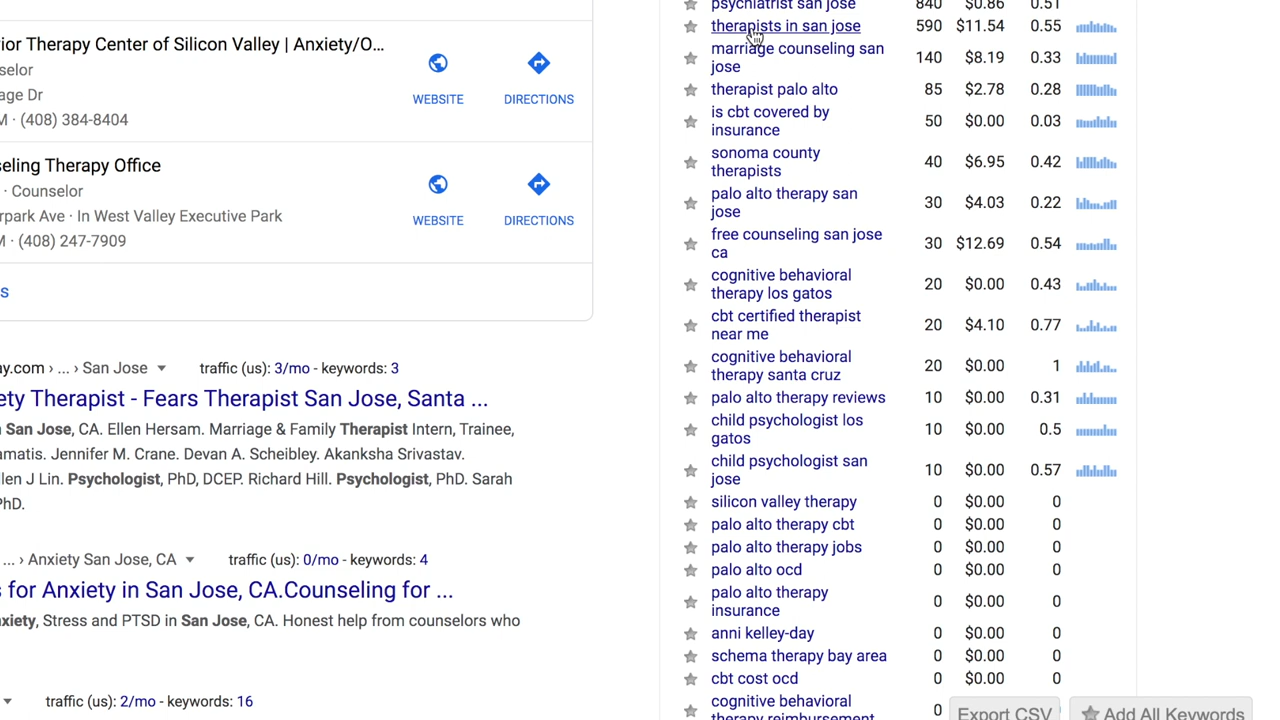 ior Therapy Center of Silicon Valley | Anxiety/O...
selor
age Dr
M · (408) 384-8404
WEBSITE
DIRECTIONS
seling Therapy Office
· Counselor
rpark Ave · In West Valley Executive Park
M · (408) 247-7909
WEBSITE
DIRECTIONS
s
ay.com › ... › San Jose
traffic (us): 3/mo - keywords: 3
ety Therapist - Fears Therapist San Jose, Santa ...
San Jose, CA. Ellen Hersam. Marriage & Family Therapist Intern, Trainee,
amatis. Jennifer M. Crane. Devan A. Scheibley. Akanksha Srivastav.
llen J Lin. Psychologist, PhD, DCEP. Richard Hill. Psychologist, PhD. Sarah
PhD.
... › Anxiety San Jose, CA
traffic (us): 0/mo - keywords: 4
s for Anxiety in San Jose, CA.Counseling for ...
xiety, Stress and PTSD in San Jose, CA. Honest help from counselors who
traffic (us): 2/mo - keywords: 16
psychiatrist san jose 840 $0.86 0.51
therapists in san jose 590 $11.54 0.55
marriage counseling san
jose 140 $8.19 0.33
therapist palo alto 85 $2.78 0.28
is cbt covered by
insurance 50 $0.00 0.03
sonoma county
therapists 40 $6.95 0.42
palo alto therapy san
jose 30 $4.03 0.22
free counseling san jose
ca 30 $12.69 0.54
cognitive behavioral
therapy los gatos 20 $0.00 0.43
cbt certified therapist
near me 20 $4.10 0.77
cognitive behavioral
therapy santa cruz 20 $0.00 1
palo alto therapy reviews 10 $0.00 0.31
child psychologist los
gatos 10 $0.00 0.5
child psychologist san
jose 10 $0.00 0.57
silicon valley therapy 0 $0.00 0
palo alto therapy cbt 0 $0.00 0
palo alto therapy jobs 0 $0.00 0
palo alto ocd 0 $0.00 0
palo alto therapy
insurance 0 $0.00 0
anni kelley-day 0 $0.00 0
schema therapy bay area 0 $0.00 0
cbt cost ocd 0 $0.00 0
cognitive behavioral
therapy reimbursement 0
Export CSV
Add All Keywords